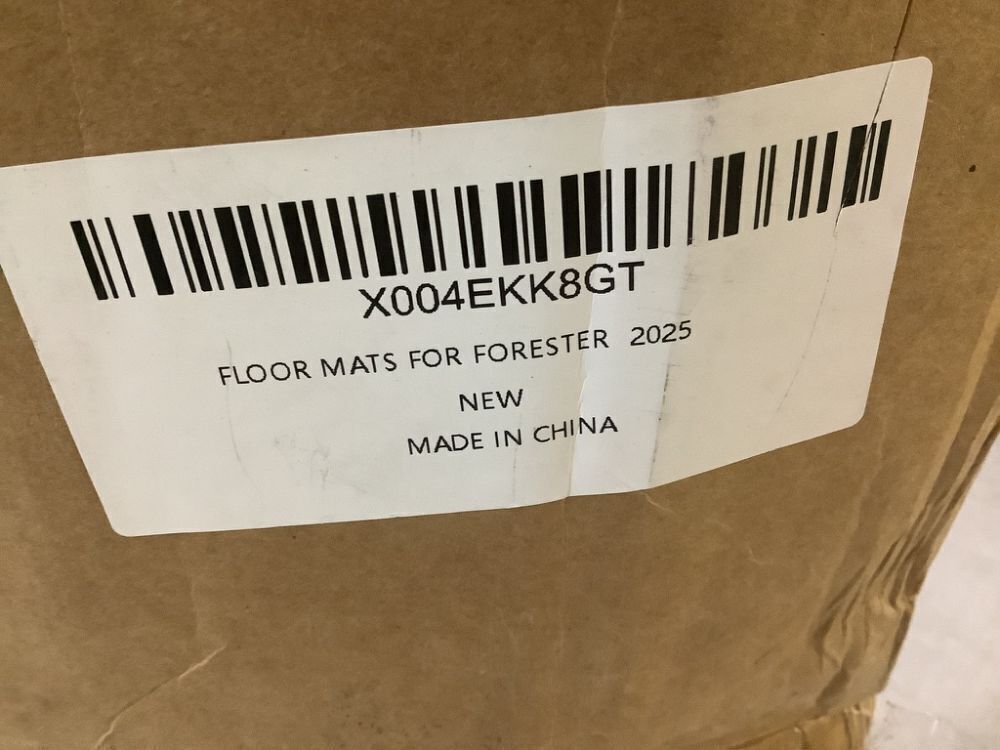 X004EKK8GT
FLOOR MATS FOR FORESTER 2025
NEW
MADE IN CHINA